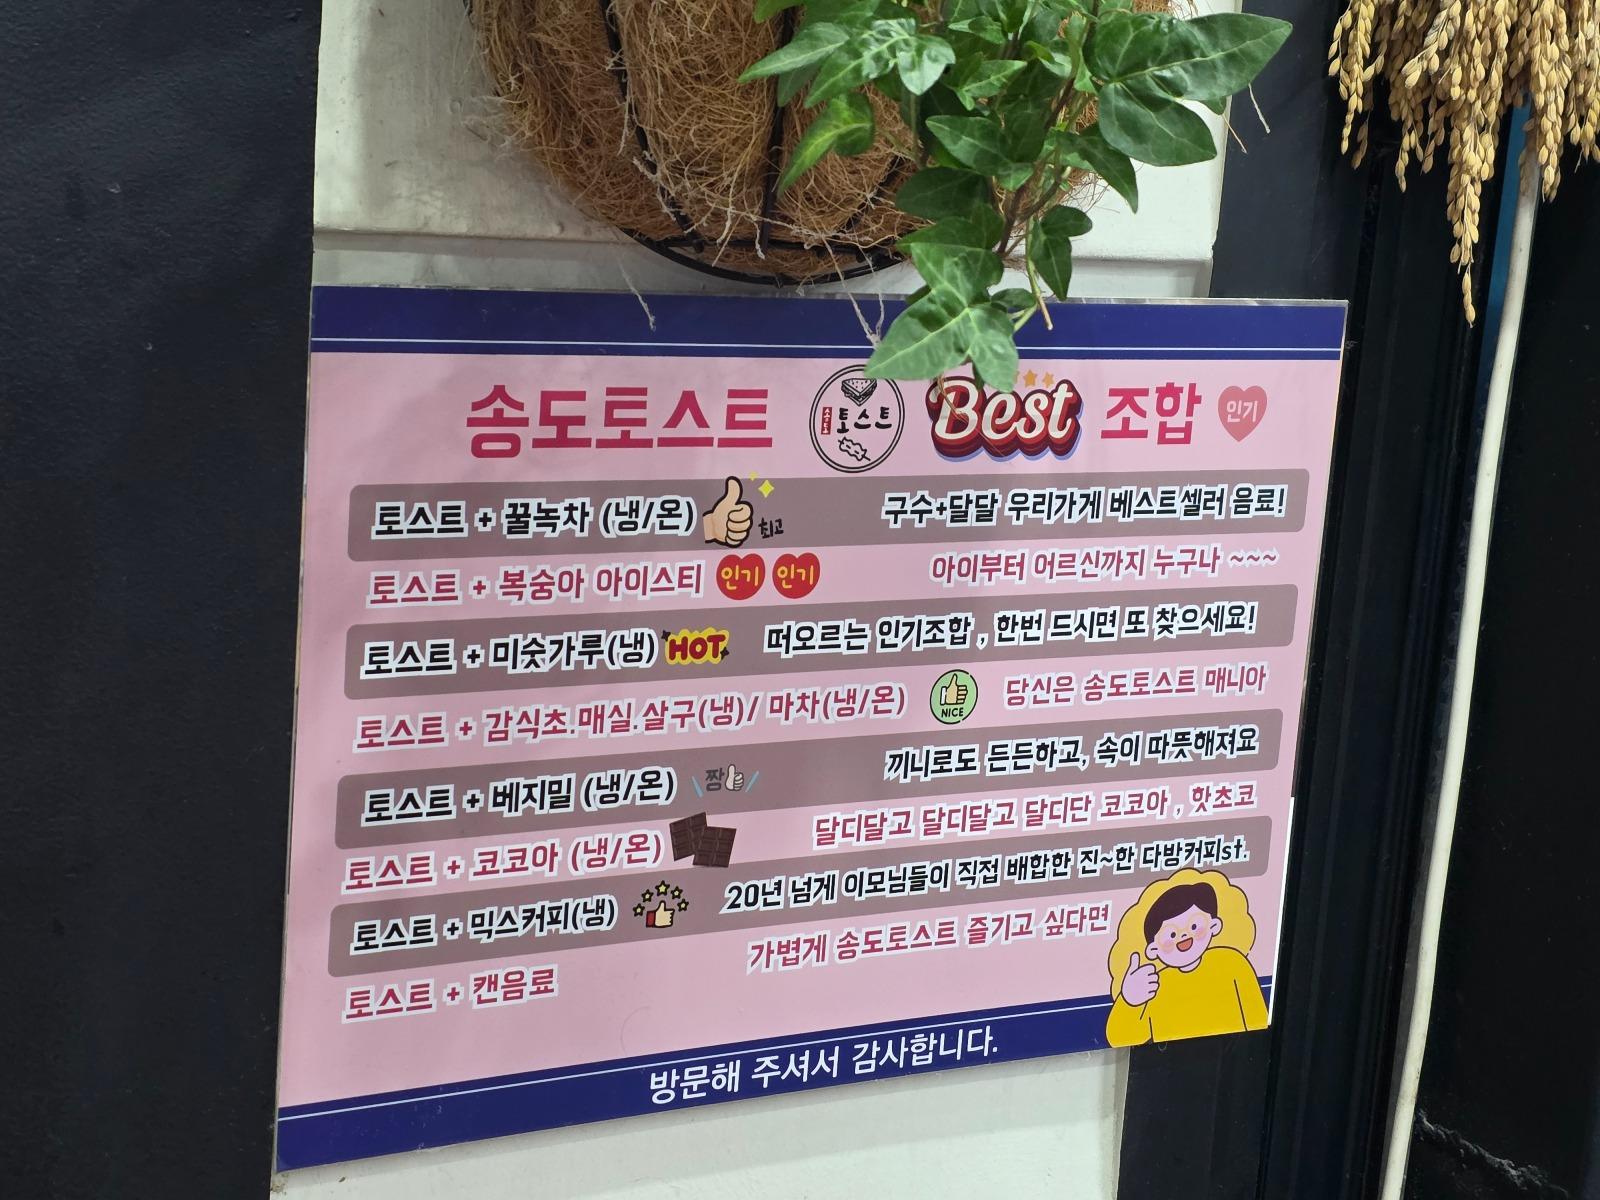 송도토스트 송도 토스트 Best 조합 인기
토스트 + 꿀녹차 (냉/온) 최고 구수+달달 우리가게 베스트셀러 음료!
토스트 + 복숭아 아이스티 인기 인기 아이부터 어르신까지 누구나 ~~~
토스트 + 미숫가루(냉) HOT 떠오르는 인기조합 , 한번 드시면 또 찾으세요!
토스트 + 감식초.매실.살구(냉)/ 마차(냉/온) NICE 당신은 송도토스트 매니아
토스트 + 베지밀 (냉/온) 짱 끼니로도 든든하고, 속이 따뜻해져요
토스트 + 코코아 (냉/온) 달디달고 달디달고 달디단 코코아 , 핫초코
토스트 + 믹스커피(냉) 20년 넘게 이모님들이 직접 배합한 진~한 다방커피st.
토스트 + 캔음료 가볍게 송도토스트 즐기고 싶다면
방문해 주셔서 감사합니다.